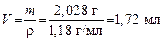 V = m/ρ = 2,028 г/1,18 г/мл = 1,72 мл